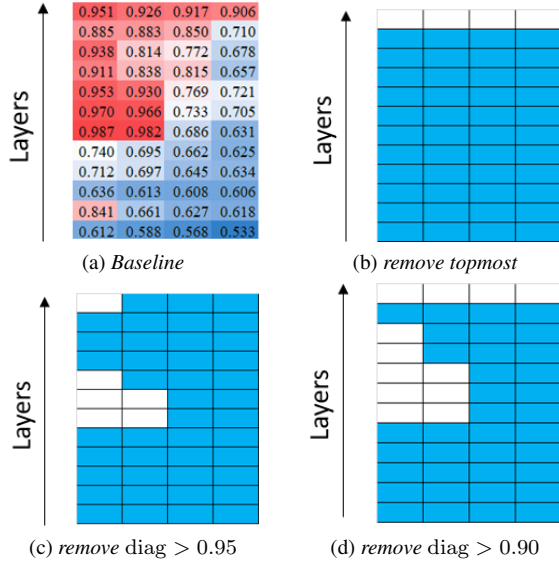 Layers
0.951 0.926 0.917 0.906
0.885 0.883 0.850 0.710
0.938 0.814 0.772 0.678
0.911 0.838 0.815 0.657
0.953 0.930 0.769 0.721
0.970 0.966 0.733 0.705
0.987 0.982 0.686 0.631
0.740 0.695 0.662 0.625
0.712 0.697 0.645 0.634
0.636 0.613 0.608 0.606
0.841 0.661 0.627 0.618
0.612 0.588 0.568 0.533
(a) Baseline
Layers
(b) remove topmost
Layers
(c) remove diag > 0.95
Layers
(d) remove diag > 0.90